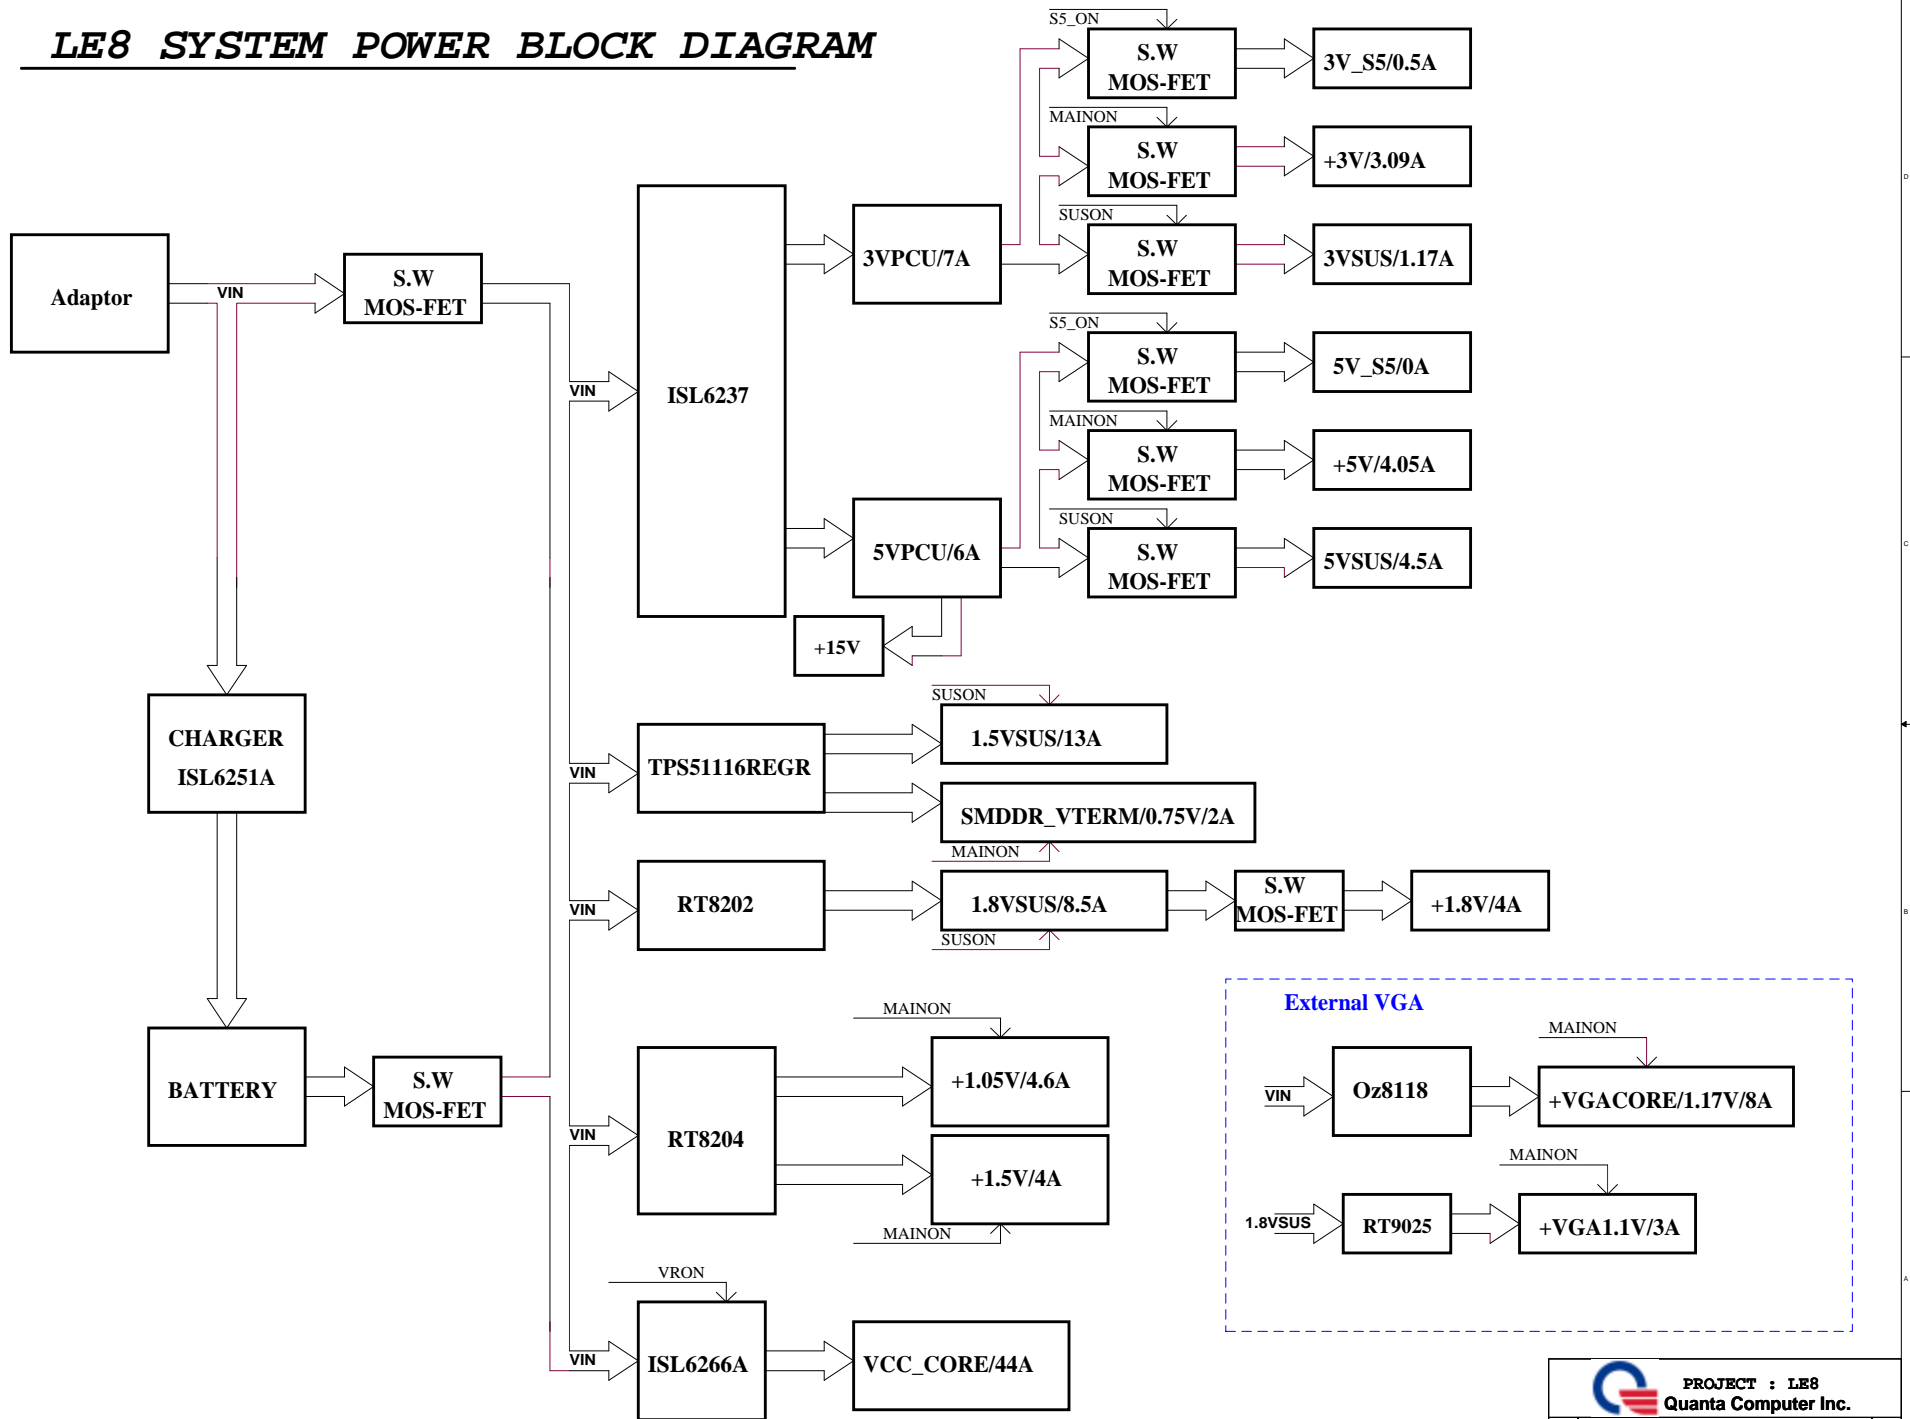 LE8 SYSTEM POWER BLOCK DIAGRAM
S5_ON
S.W
MOS-FET
3V_S5/0.5A
MAINON
S.W
MOS-FET
+3V/3.09A
SUSON
S.W
MOS-FET
3VSUS/1.17A
Adaptor
VIN
S.W
MOS-FET
VIN
ISL6237
3VPCU/7A
S5_ON
S.W
MOS-FET
5V_S5/0A
MAINON
S.W
MOS-FET
+5V/4.05A
SUSON
S.W
MOS-FET
5VSUS/4.5A
5VPCU/6A
+15V
CHARGER
ISL6251A
VIN
TPS51116REGR
SUSON
1.5VSUS/13A
SMDDR_VTERM/0.75V/2A
MAINON
VIN
RT8202
1.8VSUS/8.5A
SUSON
S.W
MOS-FET
+1.8V/4A
BATTERY
S.W
MOS-FET
VIN
RT8204
MAINON
+1.05V/4.6A
+1.5V/4A
MAINON
VRON
VIN
ISL6266A
VCC_CORE/44A
External VGA
VIN
Oz8118
MAINON
+VGACORE/1.17V/8A
1.8VSUS
RT9025
MAINON
+VGA1.1V/3A
D
C
B
A
PROJECT : LE8
Quanta Computer Inc.